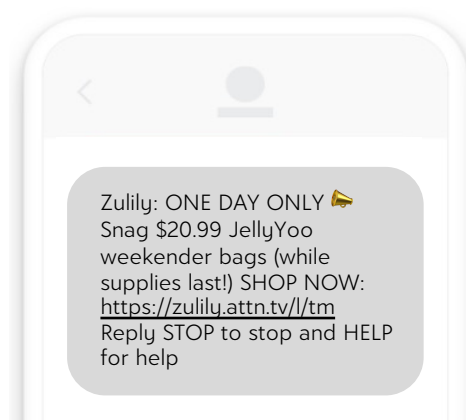 Zulily: ONE DAY ONLY 📣
Snag $20.99 JellyYoo
weekender bags (while
supplies last!) SHOP NOW:
https://zulily.attn.tv/l/tm
Reply STOP to stop and HELP
for help